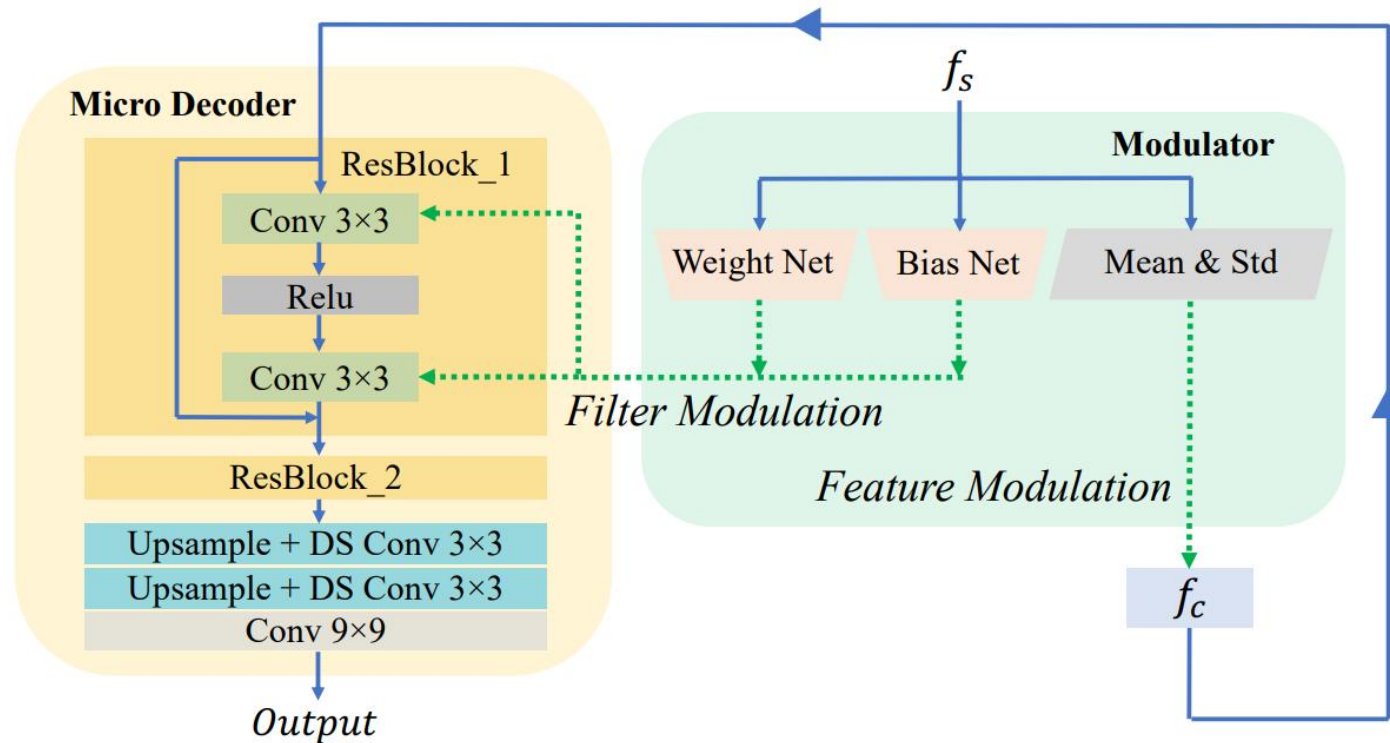 f_s
Micro Decoder
Modulator
ResBlock_1
Conv 3×3
Weight Net
Bias Net
Mean & Std
Relu
Conv 3×3
Filter Modulation
ResBlock_2
Feature Modulation
Upsample + DS Conv 3×3
Upsample + DS Conv 3×3
f_c
Conv 9×9
Output